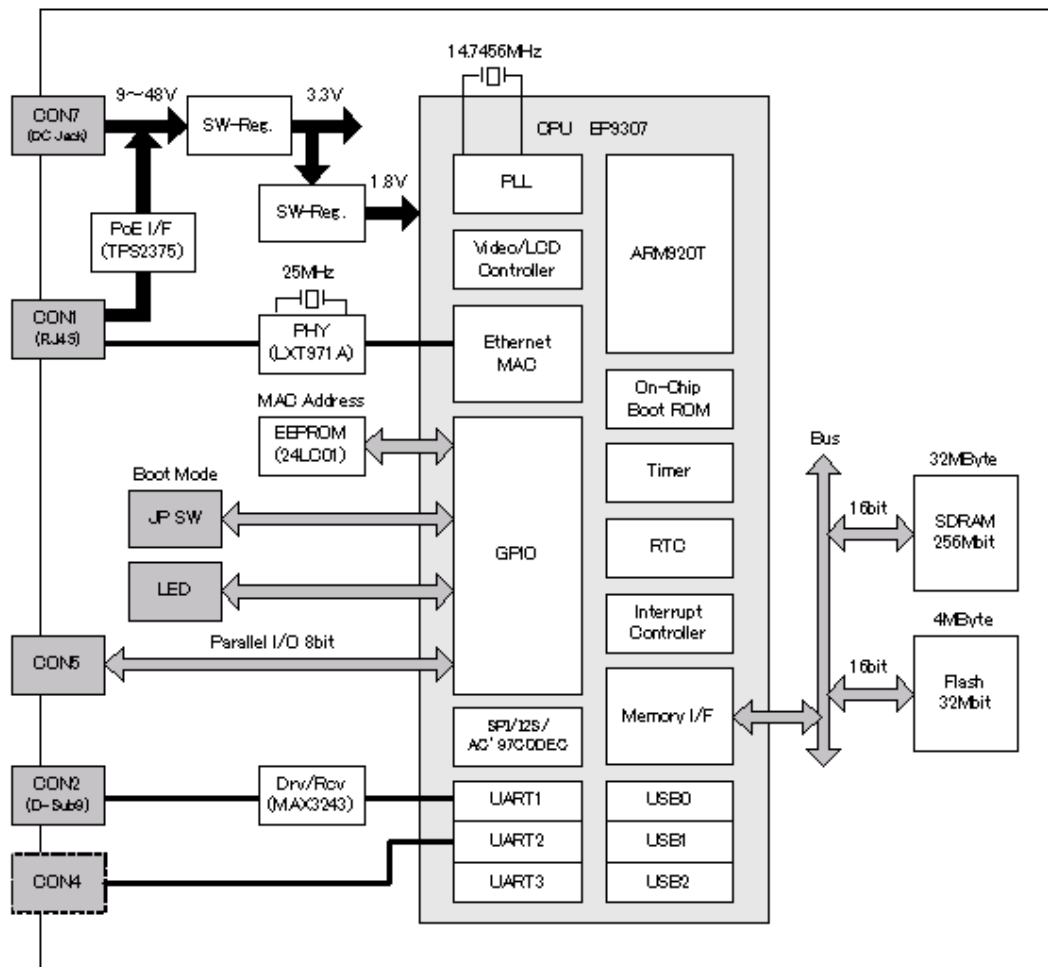 14.7456MHz
CON7
(DC Jack)
9～48V
SW-Reg.
3.3V
SW-Reg.
1.8V
PoE I/F
(TPS2375)
CON1
(RJ45)
25MHz
PHY
(LXT971A)
MAC Address
EEPROM
(24LC01)
Boot Mode
JP SW
LED
CON5
Parallel I/O 8bit
CON2
(D-Sub9)
Drv/Rcv
(MAX3243)
CON4
CPU EP9307
PLL
Video/LCD
Controller
Ethernet
MAC
GPIO
SPI/I2S/
AC'97CODEC
UART1
UART2
UART3
ARM920T
On-Chip
Boot ROM
Timer
RTC
Interrupt
Controller
Memory I/F
USB0
USB1
USB2
Bus
16bit
32MByte
SDRAM
256Mbit
16bit
4MByte
Flash
32Mbit